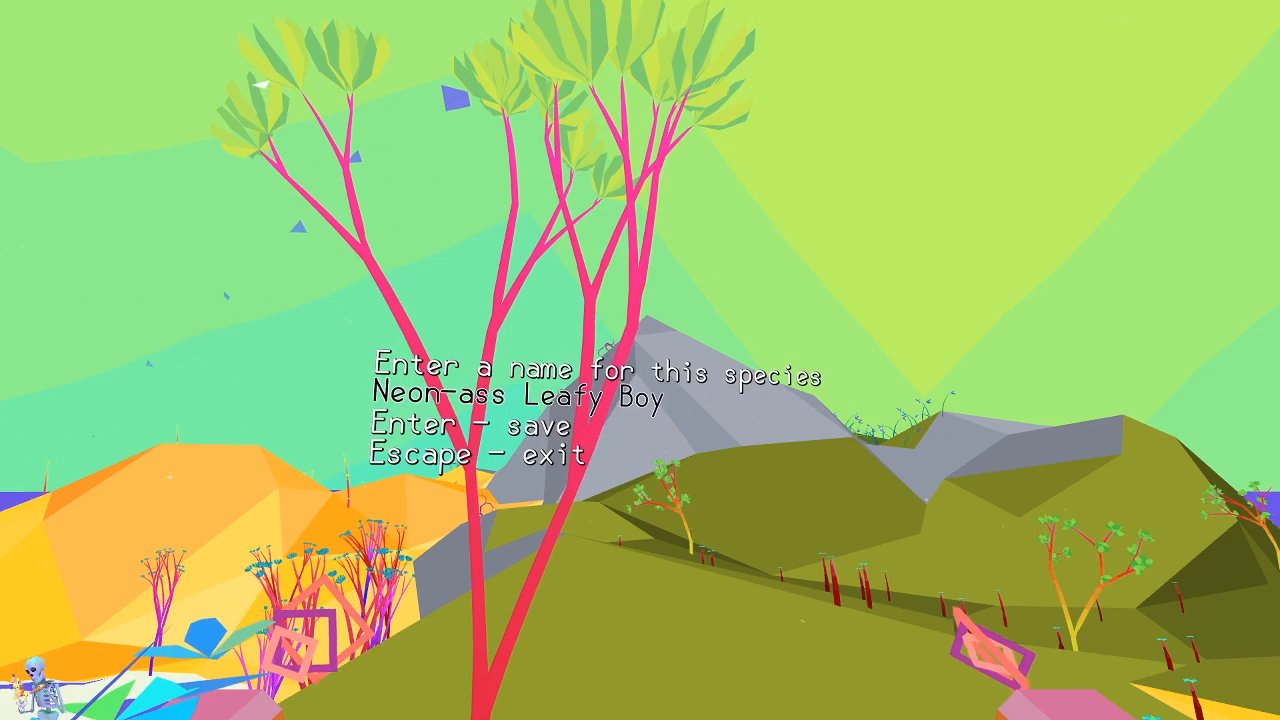 Enter a name for this species
Neon-ass Leafy Boy
Enter - save
Escape - exit